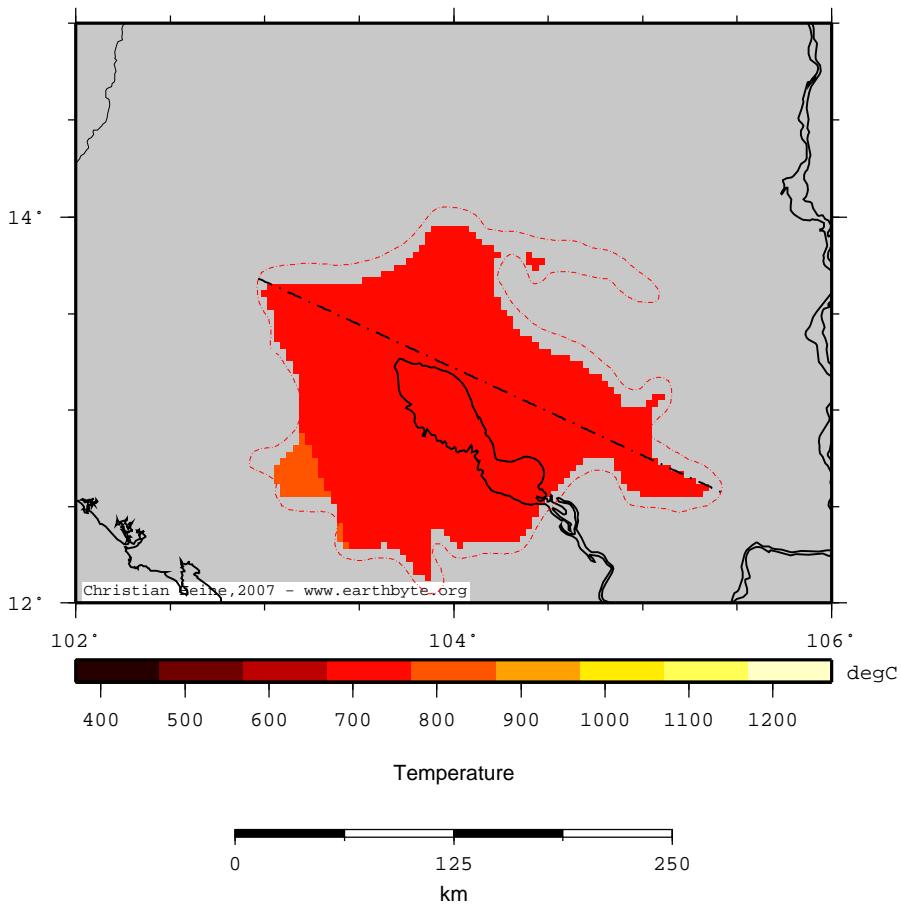 14°
Christian Heine,2007 - www.earthbyte.org
12°
102° 104° 106°
degC
400 500 600 700 800 900 1000 1100 1200
Temperature
0 125 250
km